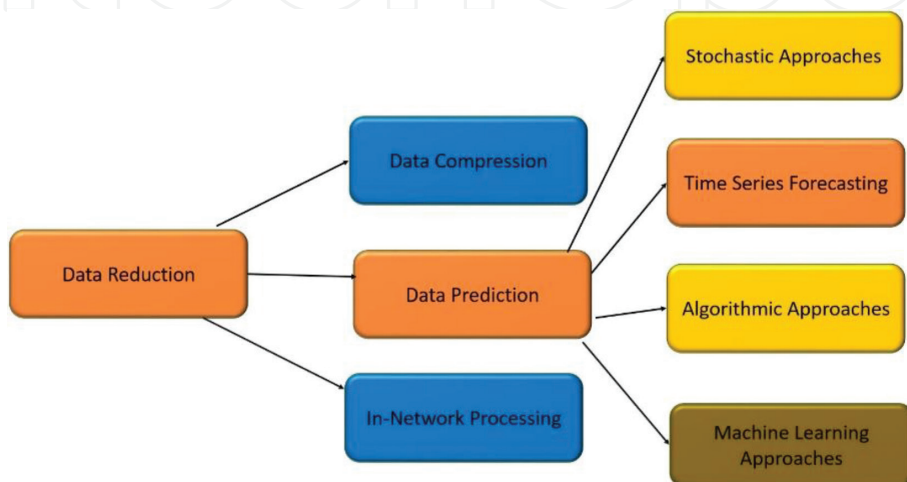 Data Reduction
Data Compression
Data Prediction
In-Network Processing
Stochastic Approaches
Time Series Forecasting
Algorithmic Approaches
Machine Learning
Approaches